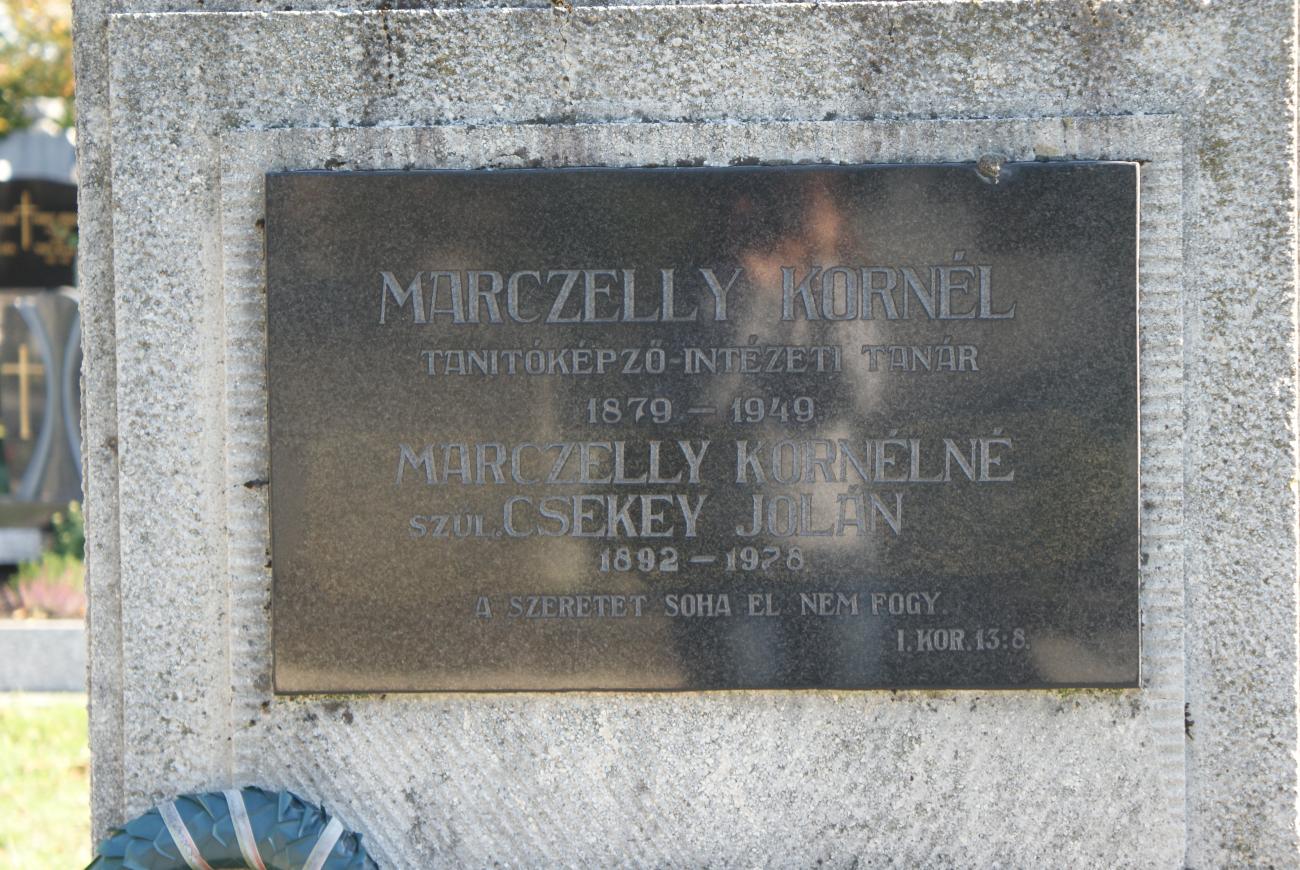 MARCZELLY KORNÉL
TANITÓKÉPZŐ-INTÉZETI TANÁR
1879 – 1949
MARCZELLY KORNÉLNÉ
SZÜL. CSEKEY JOLÁN
1892 – 1978
A SZERETET SOHA EL NEM FOGY.
I. KOR. 13:8.